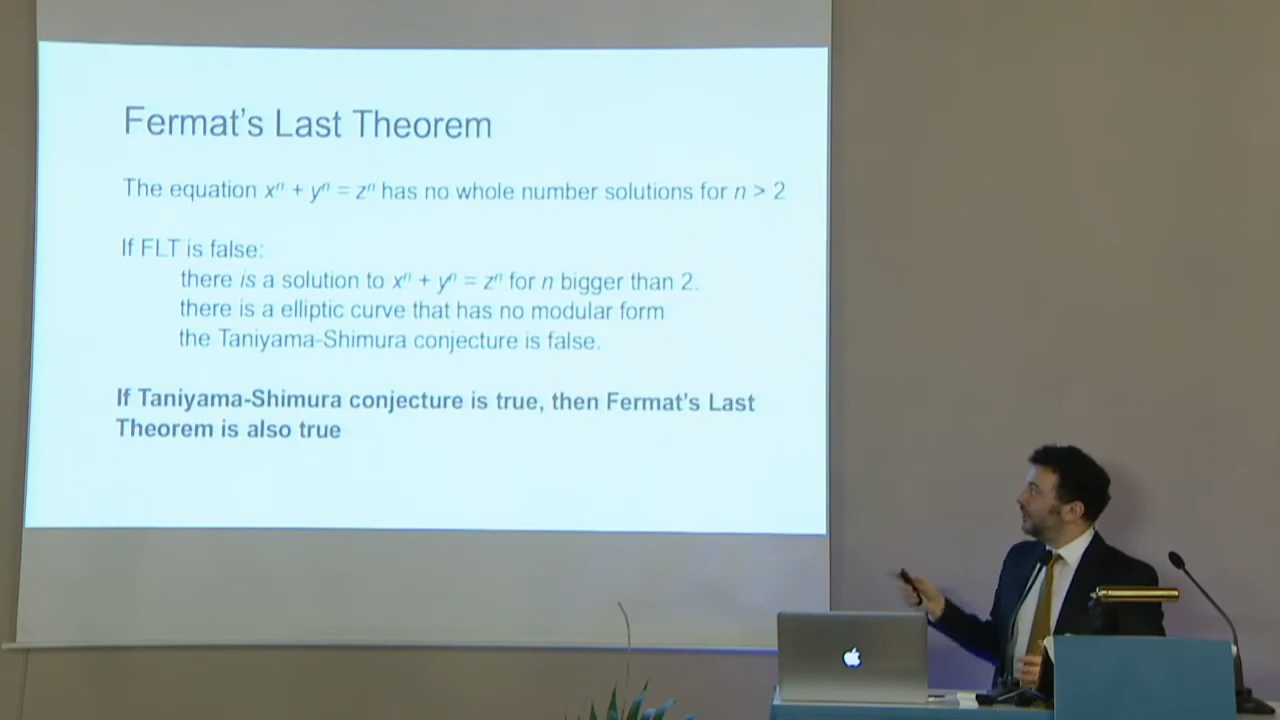 Fermat's Last Theorem
The equation xⁿ + yⁿ = zⁿ has no whole number solutions for n > 2
If FLT is false:
there is a solution to xⁿ + yⁿ = zⁿ for n bigger than 2.
there is a elliptic curve that has no modular form
the Taniyama-Shimura conjecture is false.
If Taniyama-Shimura conjecture is true, then Fermat's Last
Theorem is also true